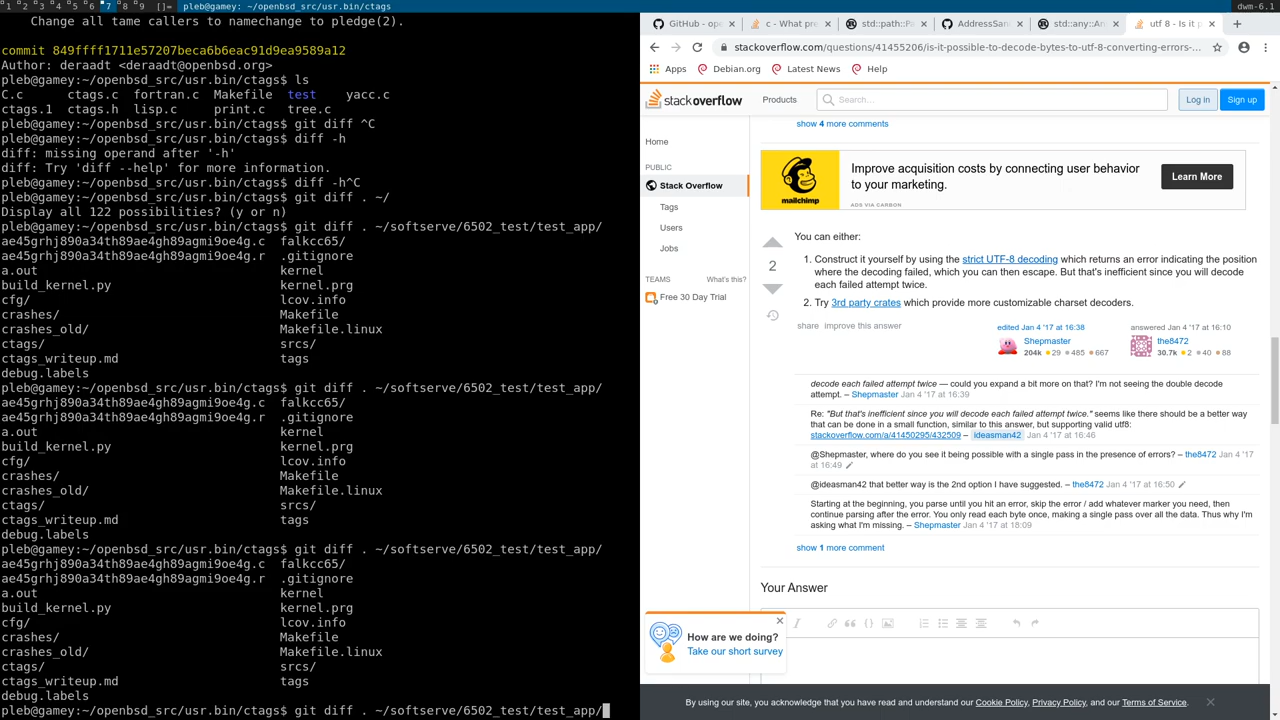 1 2 3 4 5 6 7 8 9 []= pleb@gamey:~/openbsd_src/usr.bin/ctags dwm-6.1
Change all tame callers to namechange to pledge(2).
commit 849ffff1711e57207beca6b6eac91d9ea9589a12
Author: deraadt <deraadt@openbsd.org>
pleb@gamey:~/openbsd_src/usr.bin/ctags$ ls
C.c ctags.c fortran.c Makefile test yacc.c
ctags.1 ctags.h lisp.c print.c tree.c
pleb@gamey:~/openbsd_src/usr.bin/ctags$ git diff ^C
pleb@gamey:~/openbsd_src/usr.bin/ctags$ diff -h
diff: missing operand after '-h'
diff: Try 'diff --help' for more information.
pleb@gamey:~/openbsd_src/usr.bin/ctags$ diff -h^C
pleb@gamey:~/openbsd_src/usr.bin/ctags$ git diff . ~/
Display all 122 possibilities? (y or n)
pleb@gamey:~/openbsd_src/usr.bin/ctags$ git diff . ~/softserve/6502_test/test_app/
ae45grhj890a34th89ae4gh89agmi9oe4g.c falkcc65/
ae45grhj890a34th89ae4gh89agmi9oe4g.r .gitignore
a.out kernel
build_kernel.py kernel.prg
cfg/ lcov.info
crashes/ Makefile
crashes_old/ Makefile.linux
ctags/ srcs/
ctags_writeup.md tags
debug.labels
pleb@gamey:~/openbsd_src/usr.bin/ctags$ git diff . ~/softserve/6502_test/test_app/
ae45grhj890a34th89ae4gh89agmi9oe4g.c falkcc65/
ae45grhj890a34th89ae4gh89agmi9oe4g.r .gitignore
a.out kernel
build_kernel.py kernel.prg
cfg/ lcov.info
crashes/ Makefile
crashes_old/ Makefile.linux
ctags/ srcs/
ctags_writeup.md tags
debug.labels
pleb@gamey:~/openbsd_src/usr.bin/ctags$ git diff . ~/softserve/6502_test/test_app/
ae45grhj890a34th89ae4gh89agmi9oe4g.c falkcc65/
ae45grhj890a34th89ae4gh89agmi9oe4g.r .gitignore
a.out kernel
build_kernel.py kernel.prg
cfg/ lcov.info
crashes/ Makefile
crashes_old/ Makefile.linux
ctags/ srcs/
ctags_writeup.md tags
debug.labels
pleb@gamey:~/openbsd_src/usr.bin/ctags$ git diff . ~/softserve/6502_test/test_app/
GitHub - ope c - What pre std::path::Pa AddressSan std::any::An utf 8 - Is it p
stackoverflow.com/questions/41455206/is-it-possible-to-decode-bytes-to-utf-8-converting-errors-...
Apps Debian.org Latest News Help
stackoverflow Products Search... Log in Sign up
Home
PUBLIC
Stack Overflow
Tags
Users
Jobs
TEAMS What's this?
Free 30 Day Trial
show 4 more comments
mailchimp
Improve acquisition costs by connecting user behavior
to your marketing.
Learn More
ADS VIA CARBON
You can either:
2
1. Construct it yourself by using the strict UTF-8 decoding which returns an error indicating the position
where the decoding failed, which you can then escape. But that's inefficient since you will decode
each failed attempt twice.
2. Try 3rd party crates which provide more customizable charset decoders.
share improve this answer
edited Jan 4 '17 at 16:38
Shepmaster
204k 29 485 667
answered Jan 4 '17 at 16:10
the8472
30.7k 2 40 88
decode each failed attempt twice — could you expand a bit more on that? I'm not seeing the double decode
attempt. – Shepmaster Jan 4 '17 at 16:39
Re: "But that's inefficient since you will decode each failed attempt twice." seems like there should be a better way
that can be done in a small function, similar to this answer, but supporting valid utf8:
stackoverflow.com/a/41450295/432509 – ideasman42 Jan 4 '17 at 16:46
@Shepmaster, where do you see it being possible with a single pass in the presence of errors? – the8472 Jan 4 '17
at 16:49
@ideasman42 that better way is the 2nd option I have suggested. – the8472 Jan 4 '17 at 16:50
Starting at the beginning, you parse until you hit an error, skip the error / add whatever marker you need, then
continue parsing after the error. You only read each byte once, making a single pass over all the data. Thus why I'm
asking what I'm missing. – Shepmaster Jan 4 '17 at 18:09
show 1 more comment
Your Answer
How are we doing?
Take our short survey
By using our site, you acknowledge that you have read and understand our Cookie Policy, Privacy Policy, and our Terms of Service.